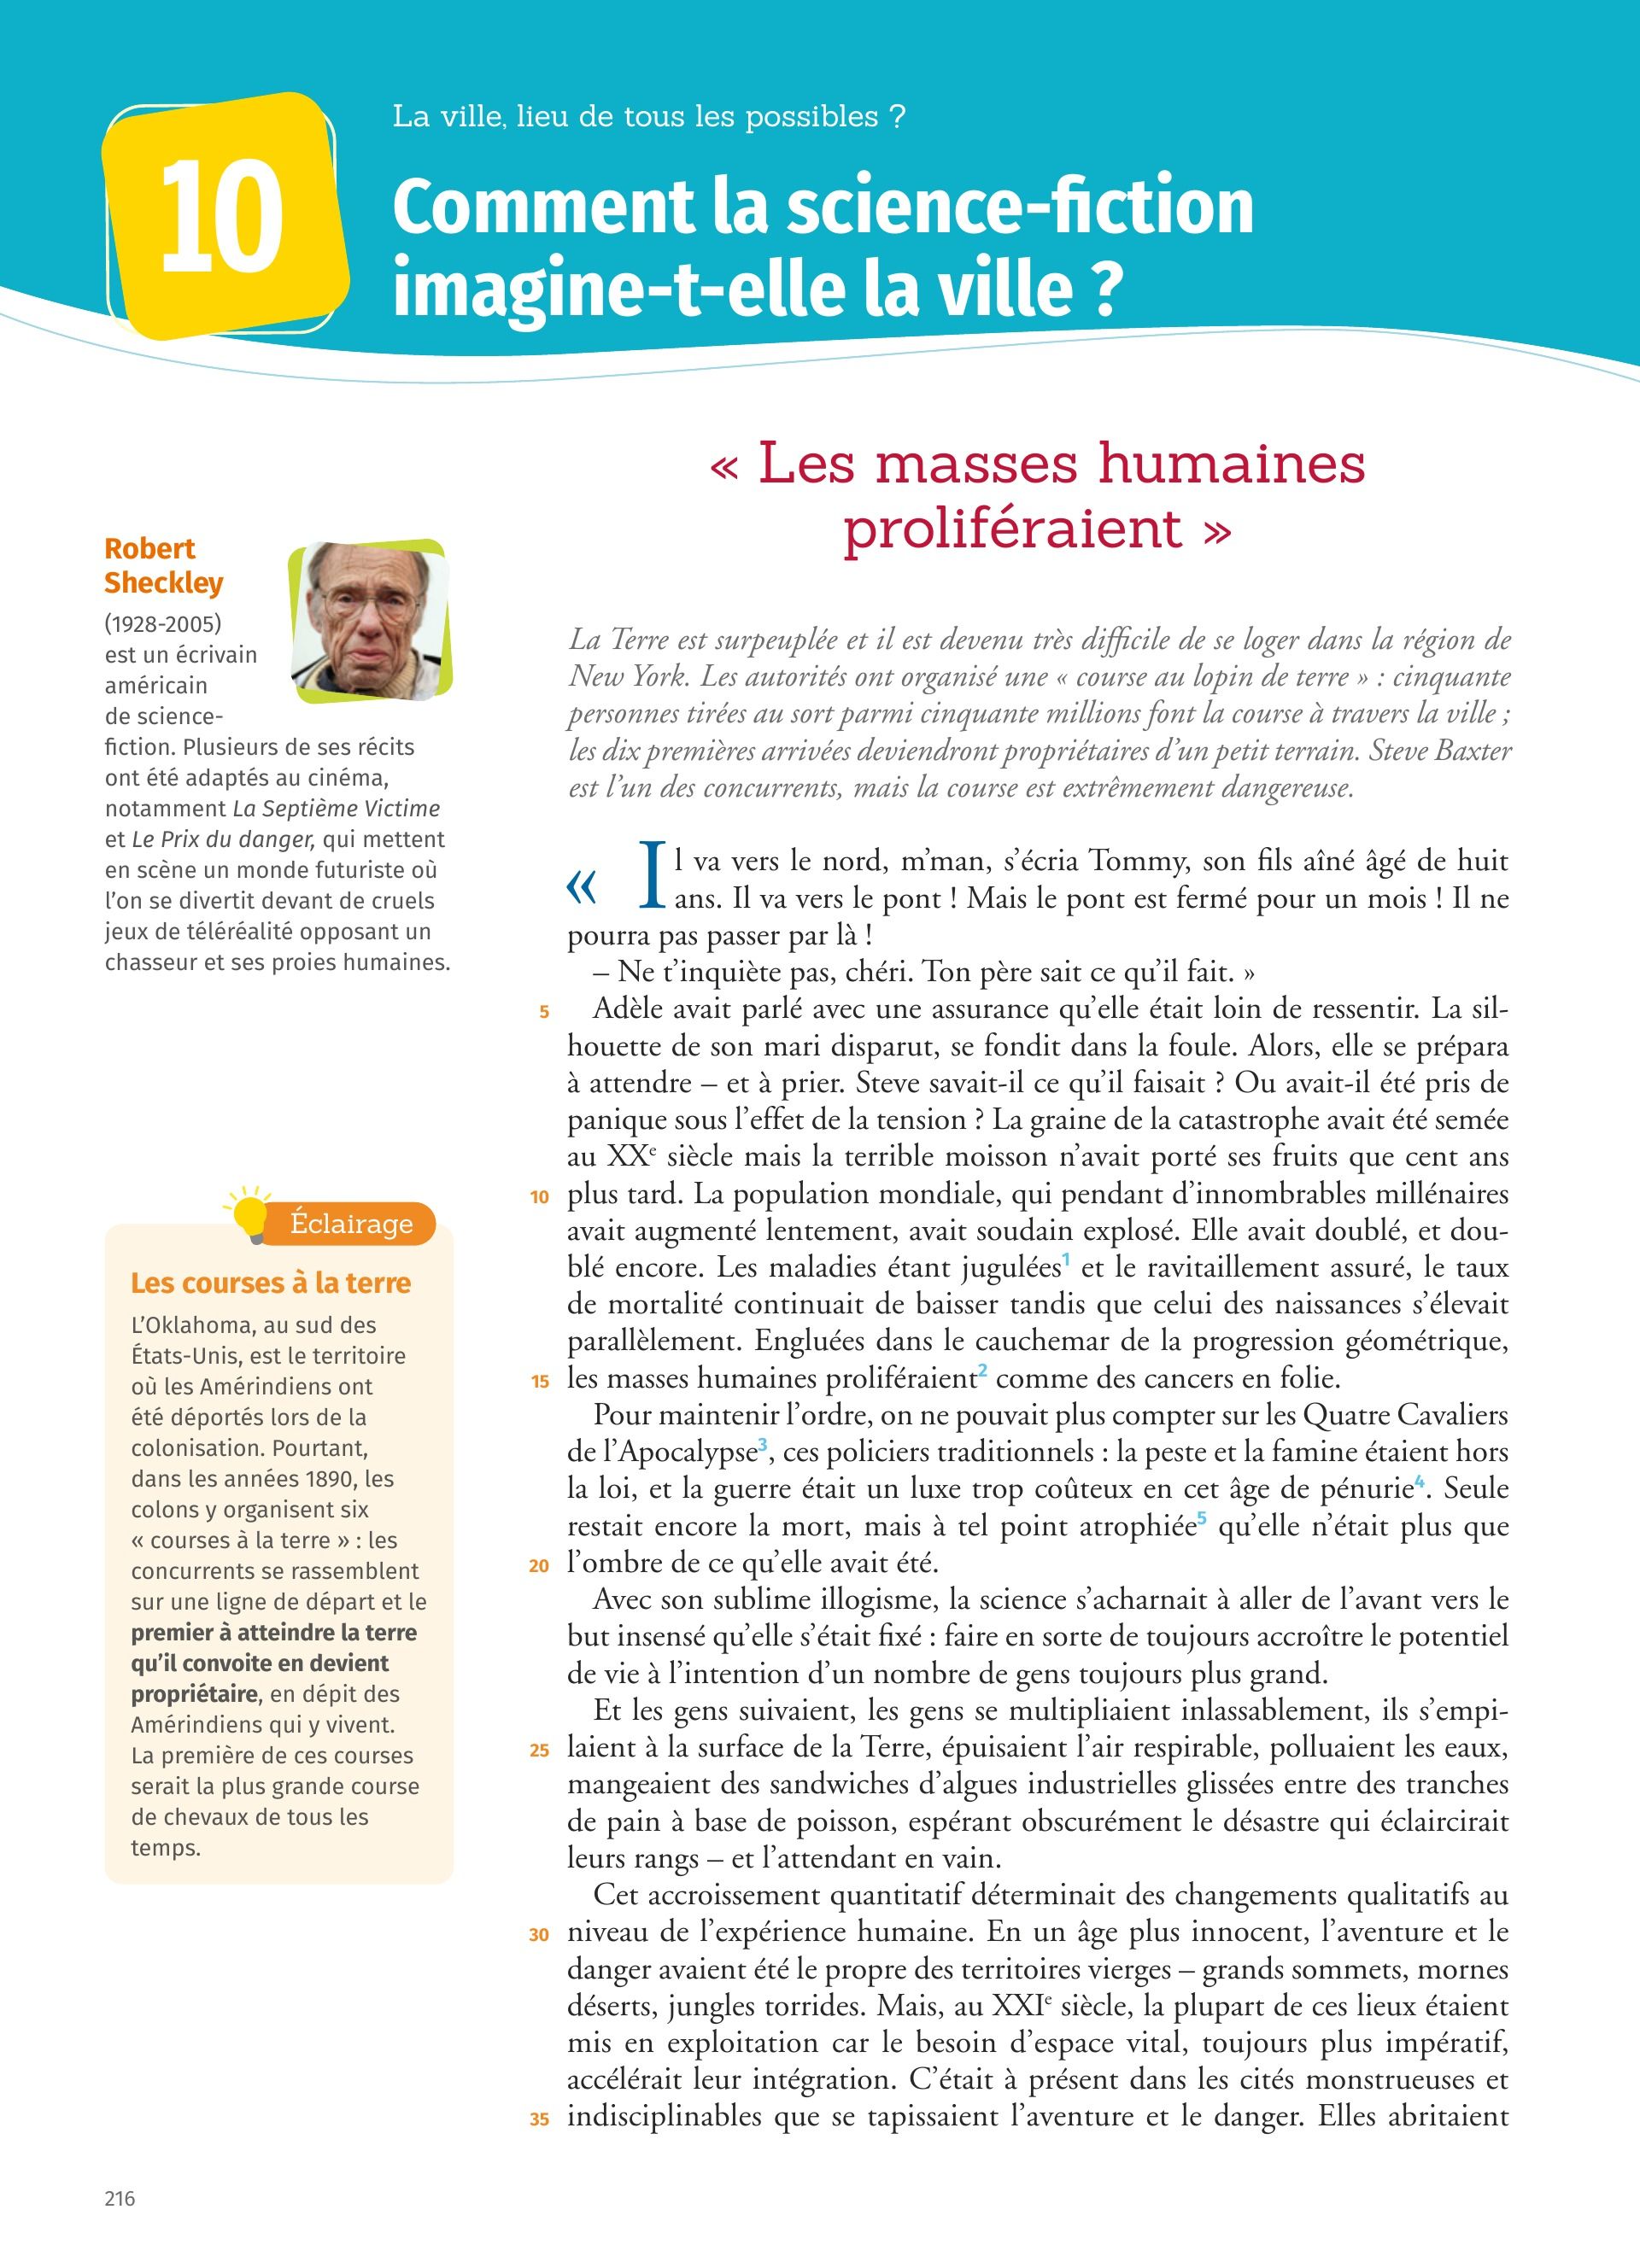 La ville, lieu de tous les possibles ?
10
Comment la science-fiction
imagine-t-elle la ville ?
« Les masses humaines
proliféraient »
Robert
Sheckley
(1928-2005)
est un écrivain
américain
de science-
fiction. Plusieurs de ses récits
ont été adaptés au cinéma,
notamment La Septième Victime
et Le Prix du danger, qui mettent
en scène un monde futuriste où
l’on se divertit devant de cruels
jeux de téléréalité opposant un
chasseur et ses proies humaines.
Éclairage
Les courses à la terre
L’Oklahoma, au sud des
États-Unis, est le territoire
où les Amérindiens ont
été déportés lors de la
colonisation. Pourtant,
dans les années 1890, les
colons y organisent six
« courses à la terre » : les
concurrents se rassemblent
sur une ligne de départ et le
premier à atteindre la terre
qu’il convoite en devient
propriétaire, en dépit des
Amérindiens qui y vivent.
La première de ces courses
serait la plus grande course
de chevaux de tous les
temps.
La Terre est surpeuplée et il est devenu très difficile de se loger dans la région de
New York. Les autorités ont organisé une « course au lopin de terre » : cinquante
personnes tirées au sort parmi cinquante millions font la course à travers la ville ;
les dix premières arrivées deviendront propriétaires d’un petit terrain. Steve Baxter
est l’un des concurrents, mais la course est extrêmement dangereuse.
« Il va vers le nord, m’man, s’écria Tommy, son fils aîné âgé de huit
ans. Il va vers le pont ! Mais le pont est fermé pour un mois ! Il ne
pourra pas passer par là !
– Ne t’inquiète pas, chéri. Ton père sait ce qu’il fait. »
5 Adèle avait parlé avec une assurance qu’elle était loin de ressentir. La sil-
houette de son mari disparut, se fondit dans la foule. Alors, elle se prépara
à attendre – et à prier. Steve savait-il ce qu’il faisait ? Ou avait-il été pris de
panique sous l’effet de la tension ? La graine de la catastrophe avait été semée
au XXe siècle mais la terrible moisson n’avait porté ses fruits que cent ans
10 plus tard. La population mondiale, qui pendant d’innombrables millénaires
avait augmenté lentement, avait soudain explosé. Elle avait doublé, et dou-
blé encore. Les maladies étant jugulées1 et le ravitaillement assuré, le taux
de mortalité continuait de baisser tandis que celui des naissances s’élevait
parallèlement. Engluées dans le cauchemar de la progression géométrique,
15 les masses humaines proliféraient2 comme des cancers en folie.
Pour maintenir l’ordre, on ne pouvait plus compter sur les Quatre Cavaliers
de l’Apocalypse3, ces policiers traditionnels : la peste et la famine étaient hors
la loi, et la guerre était un luxe trop coûteux en cet âge de pénurie4. Seule
restait encore la mort, mais à tel point atrophiée5 qu’elle n’était plus que
20 l’ombre de ce qu’elle avait été.
Avec son sublime illogisme, la science s’acharnait à aller de l’avant vers le
but insensé qu’elle s’était fixé : faire en sorte de toujours accroître le potentiel
de vie à l’intention d’un nombre de gens toujours plus grand.
Et les gens suivaient, les gens se multipliaient inlassablement, ils s’empi-
25 laient à la surface de la Terre, épuisaient l’air respirable, polluaient les eaux,
mangeaient des sandwiches d’algues industrielles glissées entre des tranches
de pain à base de poisson, espérant obscurément le désastre qui éclaircirait
leurs rangs – et l’attendant en vain.
Cet accroissement quantitatif déterminait des changements qualitatifs au
30 niveau de l’expérience humaine. En un âge plus innocent, l’aventure et le
danger avaient été le propre des territoires vierges – grands sommets, mornes
déserts, jungles torrides. Mais, au XXIe siècle, la plupart de ces lieux étaient
mis en exploitation car le besoin d’espace vital, toujours plus impératif,
accélérait leur intégration. C’était à présent dans les cités monstrueuses et
35 indisciplinables que se tapissaient l’aventure et le danger. Elles abritaient
216